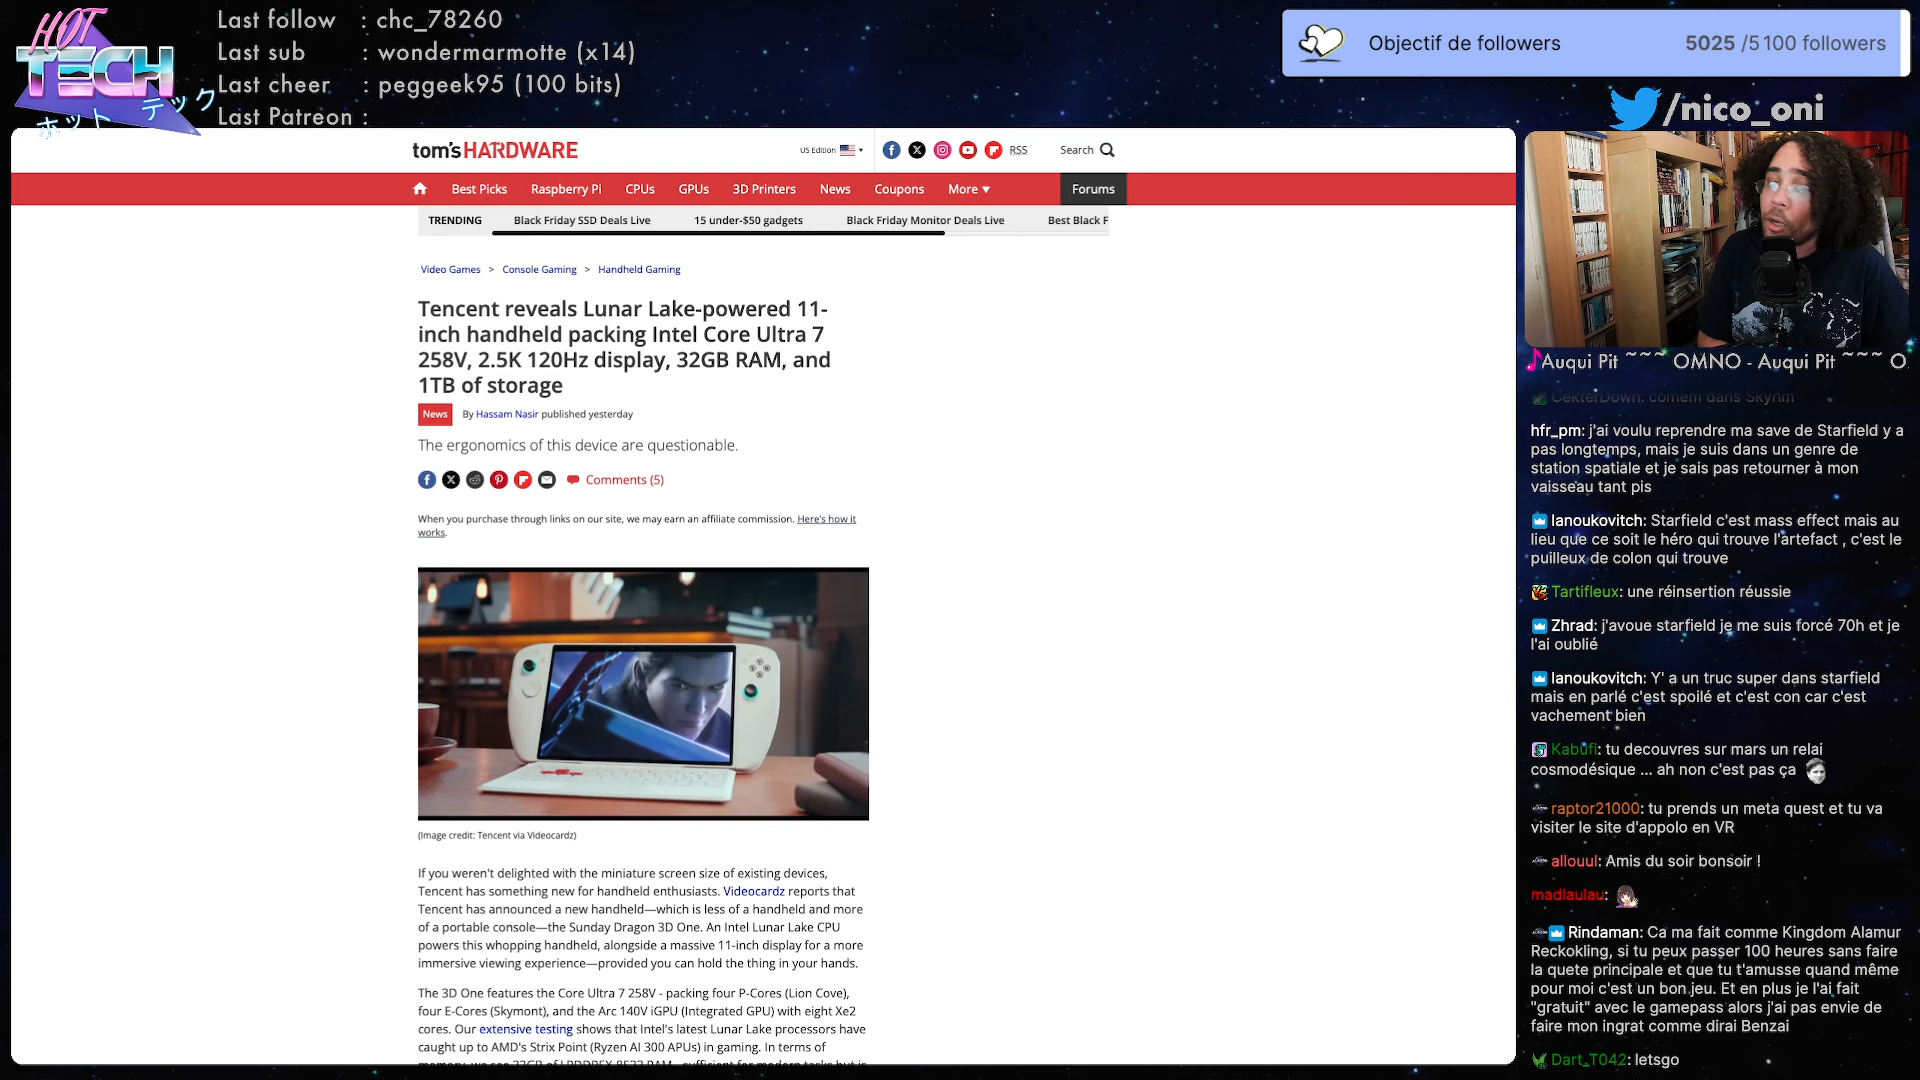 HOT
TECH
ホット テック
Last follow : chc_78260
Last sub : wondermarmotte (x14)
Last cheer : peggeek95 (100 bits)
Last Patreon :
Objectif de followers
5025 /5 100 followers
/nico_oni
tom's HARDWARE
US Edition
RSS
Search
Best Picks
Raspberry Pi
CPUs
GPUs
3D Printers
News
Coupons
More ▼
Forums
TRENDING
Black Friday SSD Deals Live
15 under-$50 gadgets
Black Friday Monitor Deals Live
Best Black F
Video Games > Console Gaming > Handheld Gaming
Tencent reveals Lunar Lake-powered 11-
inch handheld packing Intel Core Ultra 7
258V, 2.5K 120Hz display, 32GB RAM, and
1TB of storage
News
By Hassam Nasir published yesterday
The ergonomics of this device are questionable.
Comments (5)
When you purchase through links on our site, we may earn an affiliate commission. Here's how it
works.
(Image credit: Tencent via Videocardz)
If you weren't delighted with the miniature screen size of existing devices,
Tencent has something new for handheld enthusiasts. Videocardz reports that
Tencent has announced a new handheld—which is less of a handheld and more
of a portable console—the Sunday Dragon 3D One. An Intel Lunar Lake CPU
powers this whopping handheld, alongside a massive 11-inch display for a more
immersive viewing experience—provided you can hold the thing in your hands.
The 3D One features the Core Ultra 7 258V - packing four P-Cores (Lion Cove),
four E-Cores (Skymont), and the Arc 140V iGPU (Integrated GPU) with eight Xe2
cores. Our extensive testing shows that Intel's latest Lunar Lake processors have
caught up to AMD's Strix Point (Ryzen AI 300 APUs) in gaming. In terms of
Auqui Pit ~~~ OMNO - Auqui Pit ~~~ O
CekterDown: comem dans Skyrim
hfr_pm: j'ai voulu reprendre ma save de Starfield y a
pas longtemps, mais je suis dans un genre de
station spatiale et je sais pas retourner à mon
vaisseau tant pis
Ianoukovitch: Starfield c'est mass effect mais au
lieu que ce soit le héro qui trouve l'artefact , c'est le
puilleux de colon qui trouve
Tartifleux: une réinsertion réussie
Zhrad: j'avoue starfield je me suis forcé 70h et je
l'ai oublié
Ianoukovitch: Y' a un truc super dans starfield
mais en parlé c'est spoilé et c'est con car c'est
vachement bien
Kabufi: tu decouvres sur mars un relai
cosmodésique ... ah non c'est pas ça
raptor21000: tu prends un meta quest et tu va
visiter le site d'appolo en VR
allouul: Amis du soir bonsoir !
madlaulau:
Rindaman: Ca ma fait comme Kingdom Alamur
Reckokling, si tu peux passer 100 heures sans faire
la quete principale et que tu t'amuse quand même
pour moi c'est un bon jeu. Et en plus je l'ai fait
"gratuit" avec le gamepass alors j'ai pas envie de
faire mon ingrat comme dirai Benzai
Dart_T042: letsgo